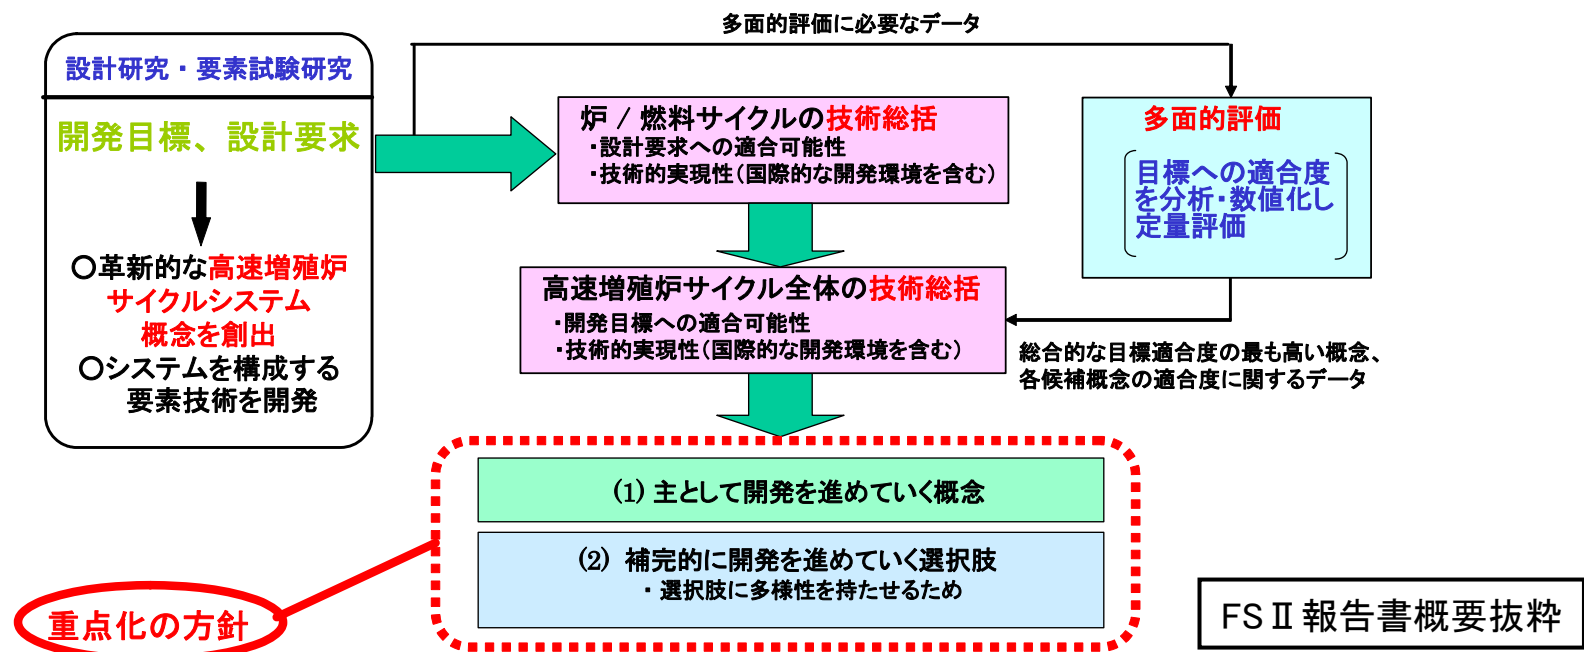 多面的評価に必要なデータ
設計研究・要素試験研究
開発目標、設計要求
○革新的な高速増殖炉
サイクルシステム
概念を創出
○システムを構成する
要素技術を開発
炉 / 燃料サイクルの技術総括
・設計要求への適合可能性
・技術的実現性(国際的な開発環境を含む)
多面的評価
目標への適合度
を分析・数値化し
定量評価
高速増殖炉サイクル全体の技術総括
・開発目標への適合可能性
・技術的実現性(国際的な開発環境を含む)
総合的な目標適合度の最も高い概念、
各候補概念の適合度に関するデータ
(1) 主として開発を進めていく概念
(2) 補完的に開発を進めていく選択肢
・選択肢に多様性を持たせるため
重点化の方針
FSⅡ報告書概要抜粋